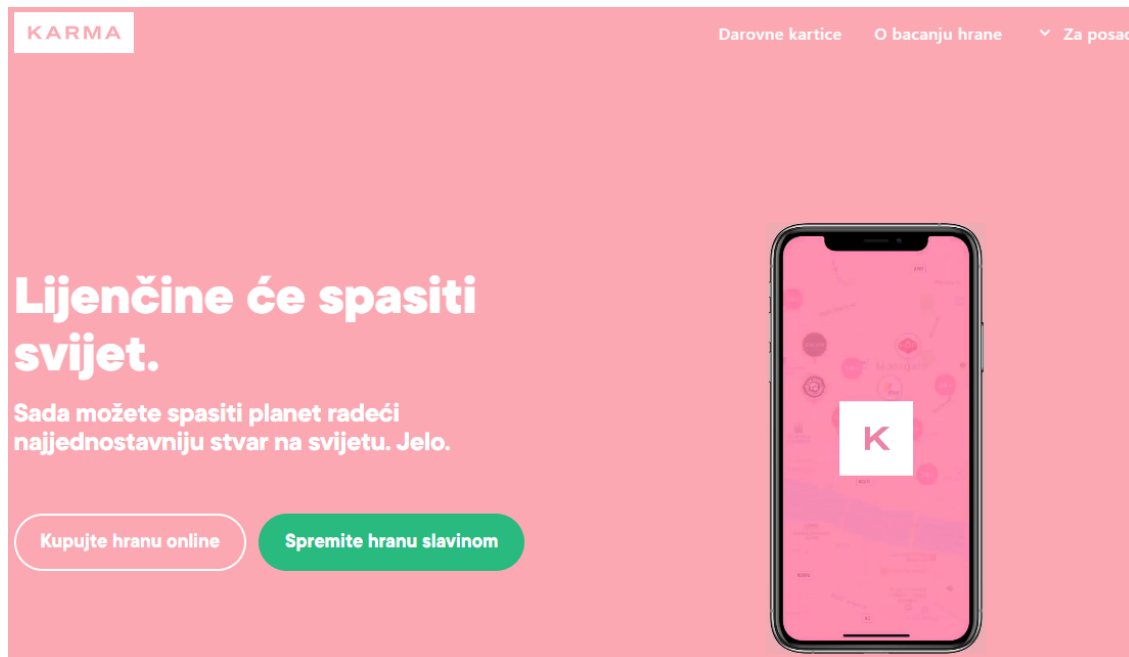 KARMA
Darovne kartice
O bacanju hrane
Za
Lijenčine će spasiti
svijet.
Sada možete spasiti planet radeći
najjednostavniju stvar na svijetu. Jelo.
Kupujte hranu online
Spremite hranu slavinom
K